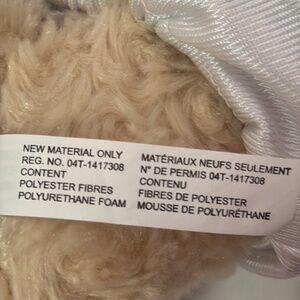 NEW MATERIAL ONLY
REG. NO. 04T-1417308
CONTENT
POLYESTER FIBRES
POLYURETHANE FOAM
MATÉRIAUX NEUFS SEULEMENT
N° DE PERMIS 04T-1417308
CONTENU
FIBRES DE POLYESTER
MOUSSE DE POLYURÉTHANE